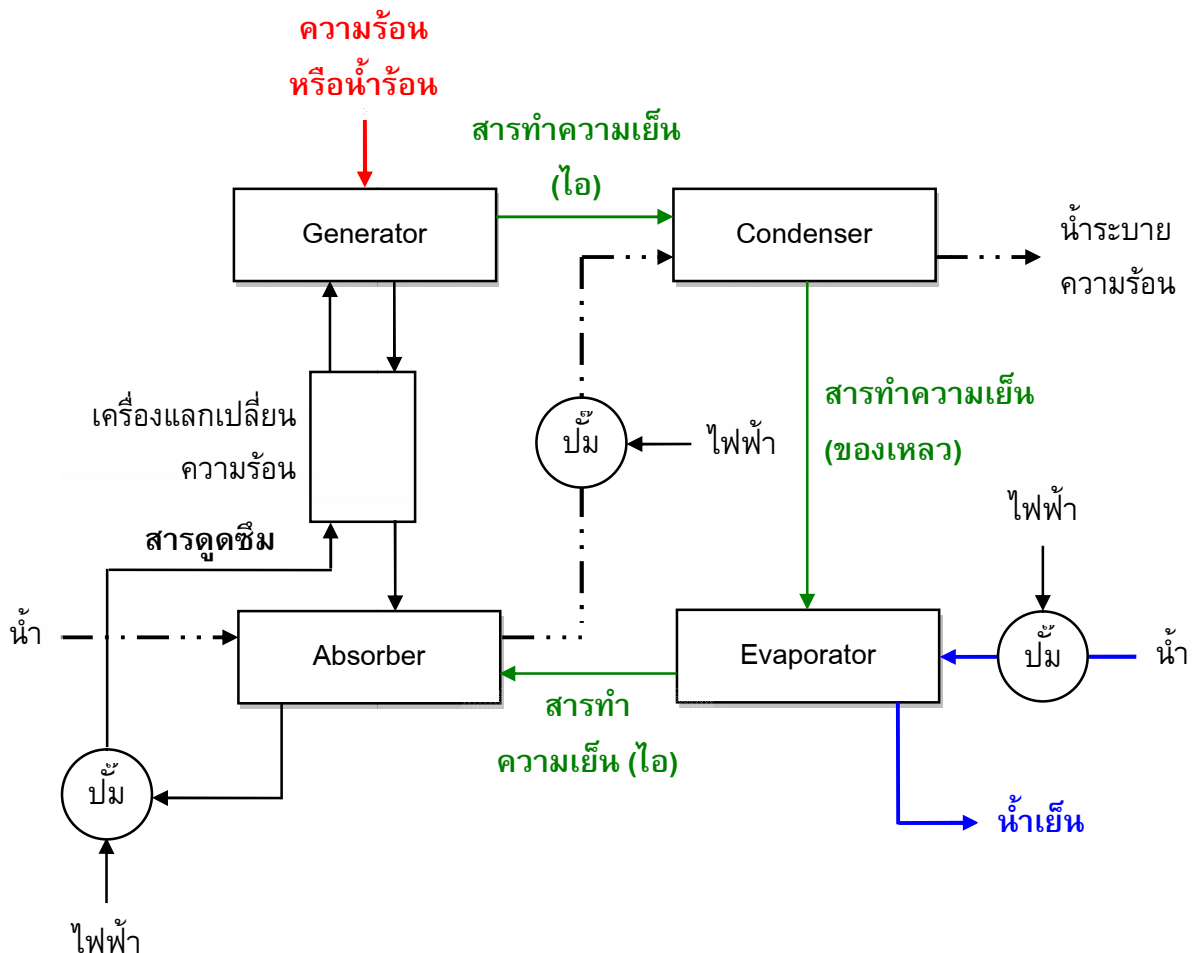 ความร้อน
หรือน้ำร้อน
สารทำความเย็น
(ไอ)
Generator
Condenser
น้ำระบาย
ความร้อน
เครื่องแลกเปลี่ยน
ความร้อน
ปั๊ม
ไฟฟ้า
สารทำความเย็น
(ของเหลว)
ไฟฟ้า
สารดูดซึม
น้ำ
Absorber
Evaporator
ปั๊ม
น้ำ
สารทำ
ความเย็น (ไอ)
ปั๊ม
น้ำเย็น
ไฟฟ้า